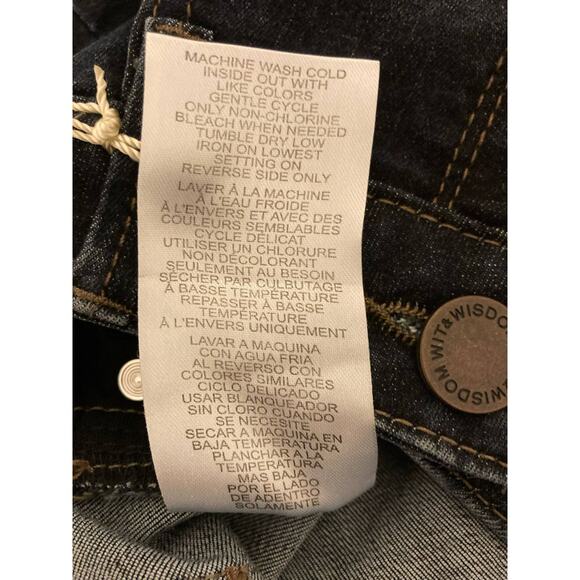 MACHINE WASH COLD
INSIDE OUT WITH
LIKE COLORS
GENTLE CYCLE
ONLY NON-CHLORINE
BLEACH WHEN NEEDED
TUMBLE DRY LOW
IRON ON LOWEST
SETTING ON
REVERSE SIDE ONLY
LAVER À LA MACHINE
À L'EAU FROIDE
À L'ENVERS ET AVEC DES
COULEURS SEMBLABLES
CYCLE DÉLICAT
UTILISER UN CHLORURE
NON DÉCOLORANT
SEULEMENT AU BESOIN
SÉCHER PAR CULBUTAGE
À BASSE TEMPÉRATURE
REPASSER À BASSE
TEMPÉRATURE
À L'ENVERS UNIQUEMENT
LAVAR A MAQUINA
CON AGUA FRIA
AL REVERSO CON
COLORES SIMILARES
CICLO DELICADO
USAR BLANQUEADOR
SIN CLORO CUANDO
SE NECESITE
SECAR A MAQUINA EN
BAJA TEMPERATURA
PLANCHAR A LA
TEMPERATURA
MAS BAJA
POR EL LADO
DE ADENTRO
SOLAMENTE
WIT&WISDOM
WISDOM